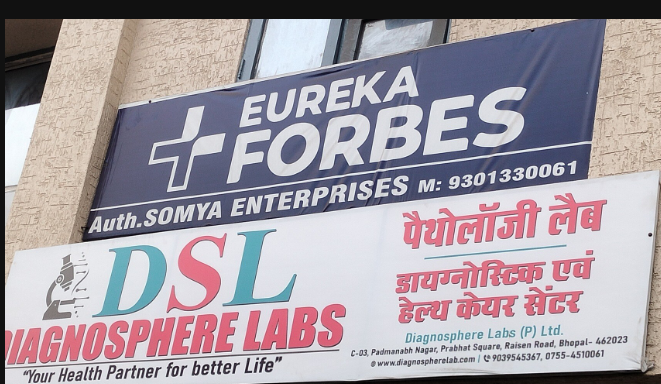 EUREKA
FORBES
Auth.SOMYA ENTERPRISES M: 9301330061
DSL
DIAGNOSPHERE LABS
"Your Health Partner for better Life"
पैथोलॉजी लैब
डायग्नोस्टिक एवं
हेल्थ केयर सेंटर
Diagnosphere Labs (P) Ltd.
C-03, Padmanabh Nagar, Prabhat Square, Raisen Road, Bhopal- 462023
www.diagnospherelab.com | 9039545367, 0755-4510061